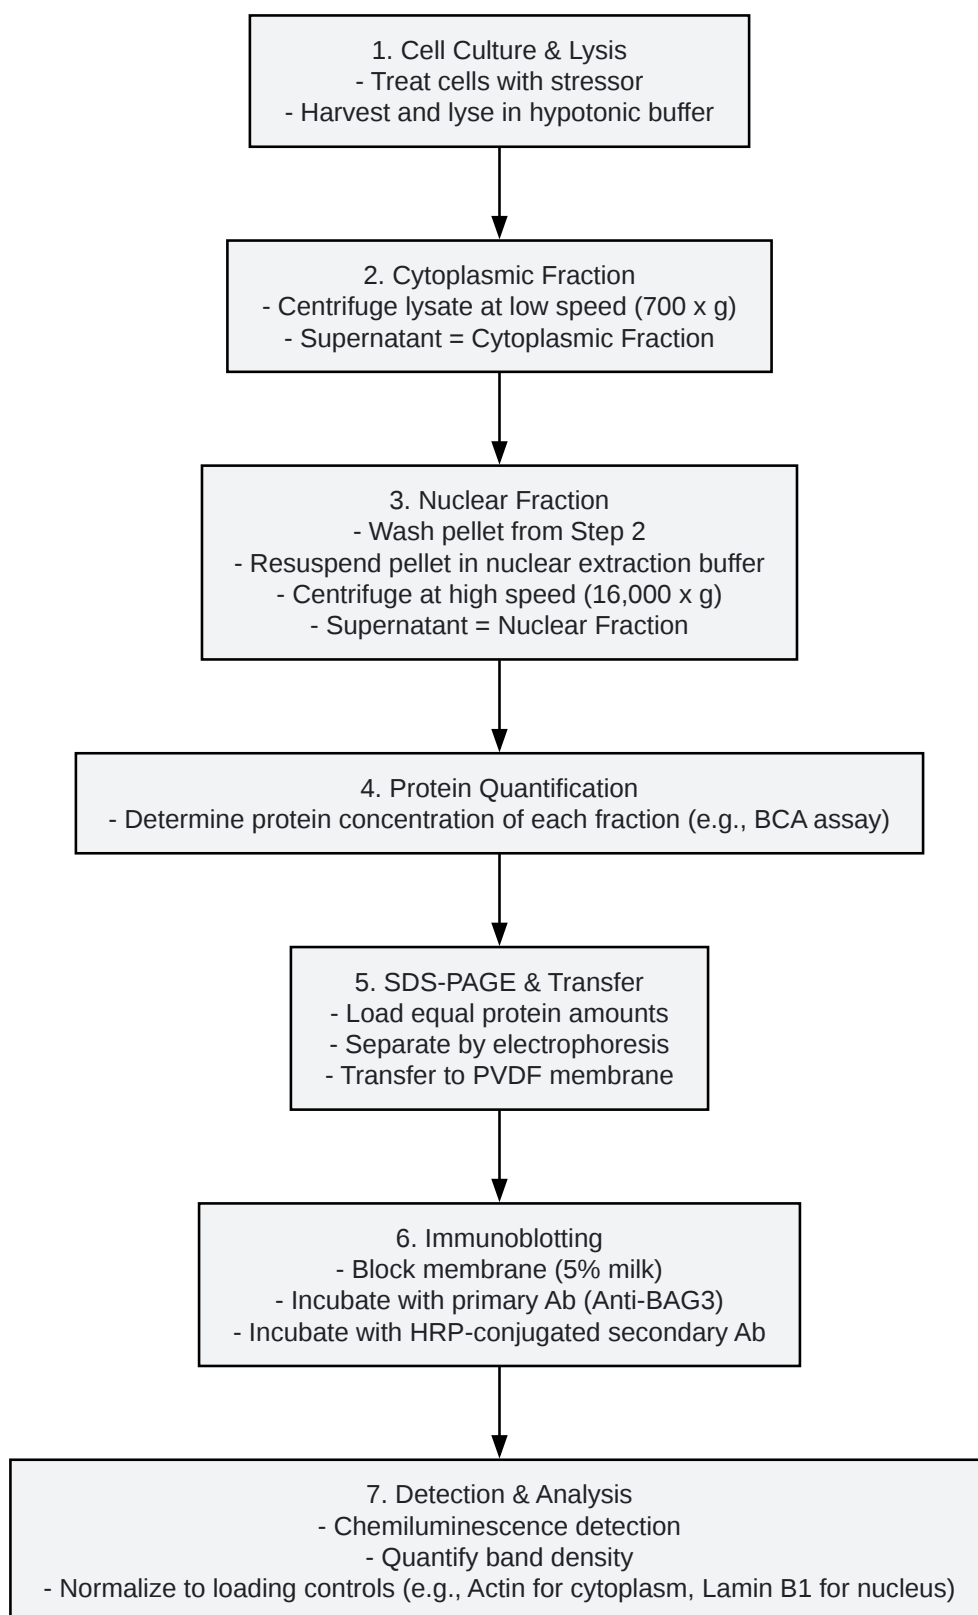 1. Cell Culture & Lysis
- Treat cells with stressor
- Harvest and lyse in hypotonic buffer
2. Cytoplasmic Fraction
- Centrifuge lysate at low speed (700 x g)
- Supernatant = Cytoplasmic Fraction
3. Nuclear Fraction
- Wash pellet from Step 2
- Resuspend pellet in nuclear extraction buffer
- Centrifuge at high speed (16,000 x g)
- Supernatant = Nuclear Fraction
4. Protein Quantification
- Determine protein concentration of each fraction (e.g., BCA assay)
5. SDS-PAGE & Transfer
- Load equal protein amounts
- Separate by electrophoresis
- Transfer to PVDF membrane
6. Immunoblotting
- Block membrane (5% milk)
- Incubate with primary Ab (Anti-BAG3)
- Incubate with HRP-conjugated secondary Ab
7. Detection & Analysis
- Chemiluminescence detection
- Quantify band density
- Normalize to loading controls (e.g., Actin for cytoplasm, Lamin B1 for nucleus)